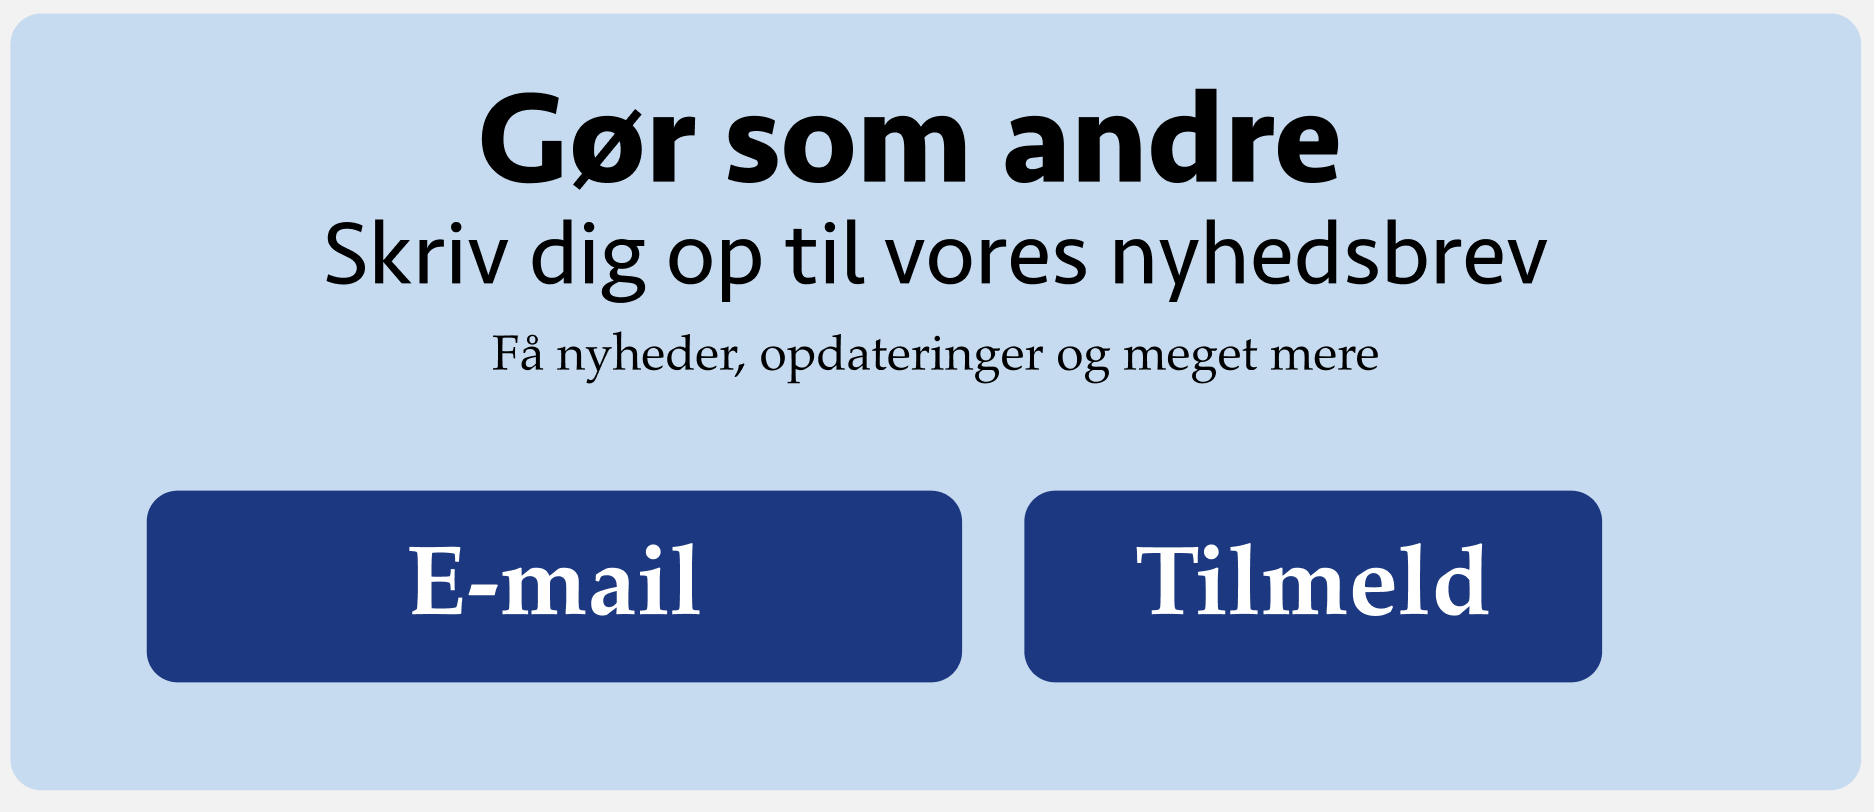 Gør som andre
Skriv dig op til vores nyhedsbrev
Få nyheder, opdateringer og meget mere
E-mail
Tilmeld